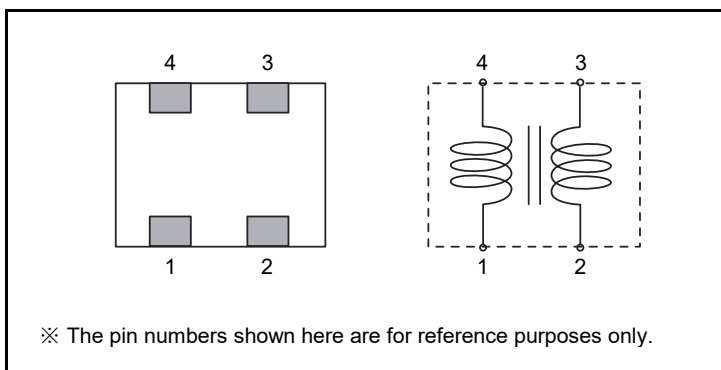 4 3 4 3
1 2 1 2
※ The pin numbers shown here are for reference purposes only.